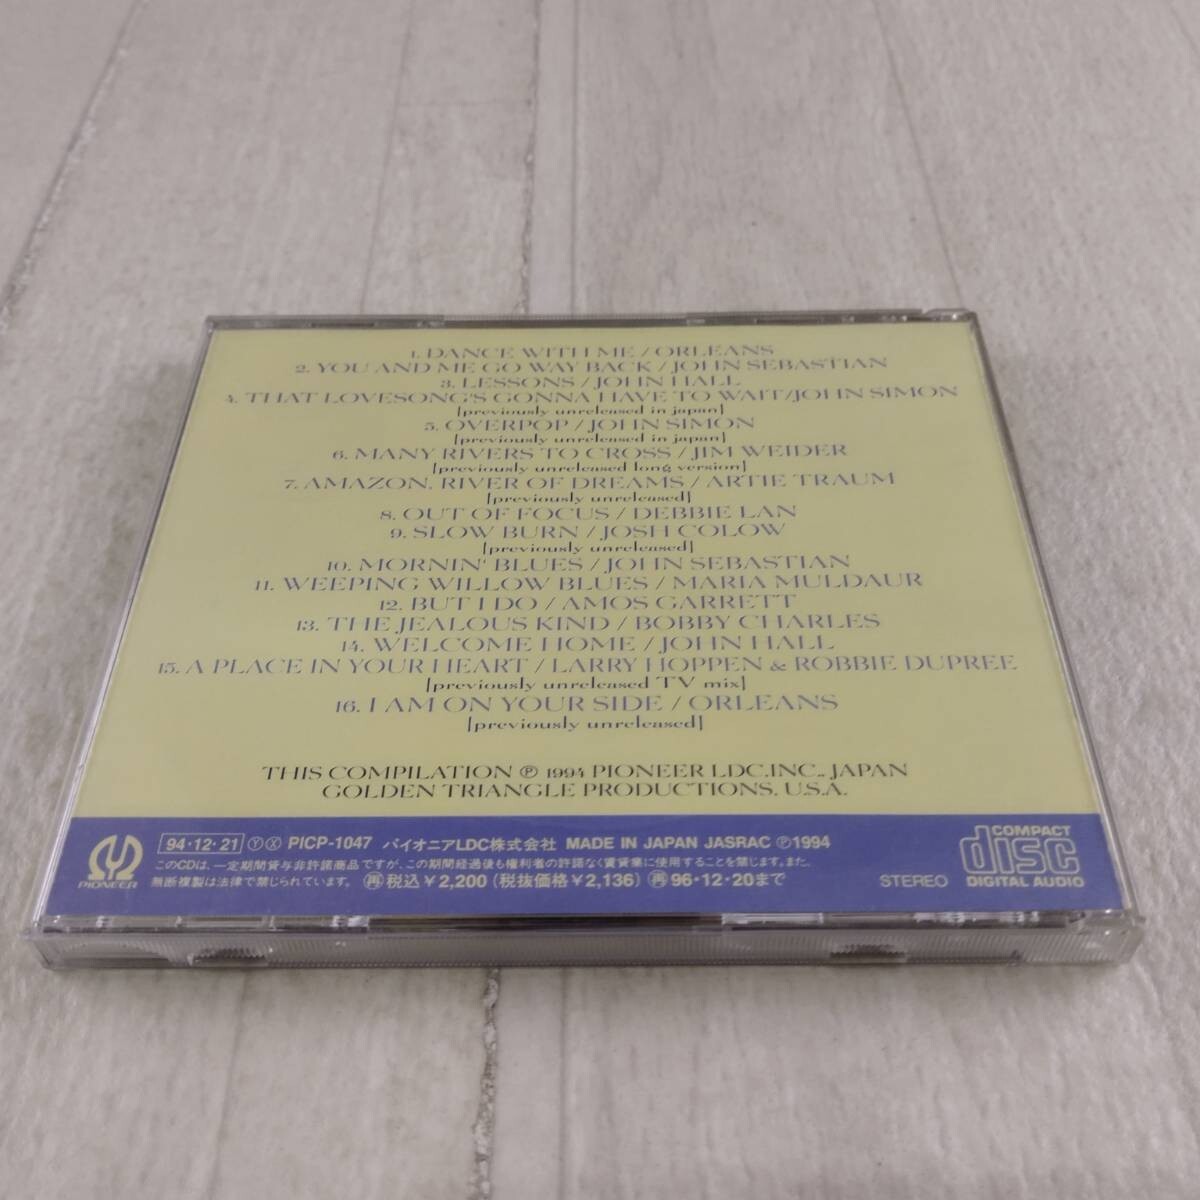 1. DANCE WITH ME / ORLEANS
2. YOU AND ME GO WAY BACK / JOHN SEBASTIAN
3. LESSONS / JOHN HALL
4. THAT LOVESONG'S GONNA HAVE TO WAIT/JOHN SIMON
[previously unreleased in japan]
5. OVERPOP / JOHN SIMON
[previously unreleased in japan]
6. MANY RIVERS TO CROSS / JIM WEIDER
[previously unreleased long version]
7. AMAZON, RIVER OF DREAMS / ARTIE TRAUM
[previously unreleased]
8. OUT OF FOCUS / DEBBIE LAN
9. SLOW BURN / JOSH COLOW
[previously unreleased]
10. MORNIN' BLUES / JOHN SEBASTIAN
11. WEEPING WILLOW BLUES / MARIA MULDAUR
12. BUT I DO / AMOS GARRETT
13. THE JEALOUS KIND / BOBBY CHARLES
14. WELCOME HOME / JOHN HALL
15. A PLACE IN YOUR HEART / LARRY HOPPEN & ROBBIE DUPREE
[previously unreleased TV mix]
16. I AM ON YOUR SIDE / ORLEANS
[previously unreleased]
THIS COMPILATION Ⓟ 1994 PIONEER LDC, INC., JAPAN
GOLDEN TRIANGLE PRODUCTIONS, U.S.A.
PIONEER
94·12·21 ⓎⓍ PICP-1047 パイオニアLDC株式会社 MADE IN JAPAN JASRAC Ⓟ1994
このCDは、一定期間貸与非許諾商品ですが、この期間経過後も権利者の許諾なく賃貸業に使用することを禁じます。また、
無断複製は法律で禁じられています。 ㊢税込¥2,200(税抜価格¥2,136) ㊢96·12·20まで
STEREO
COMPACT
disc
DIGITAL AUDIO